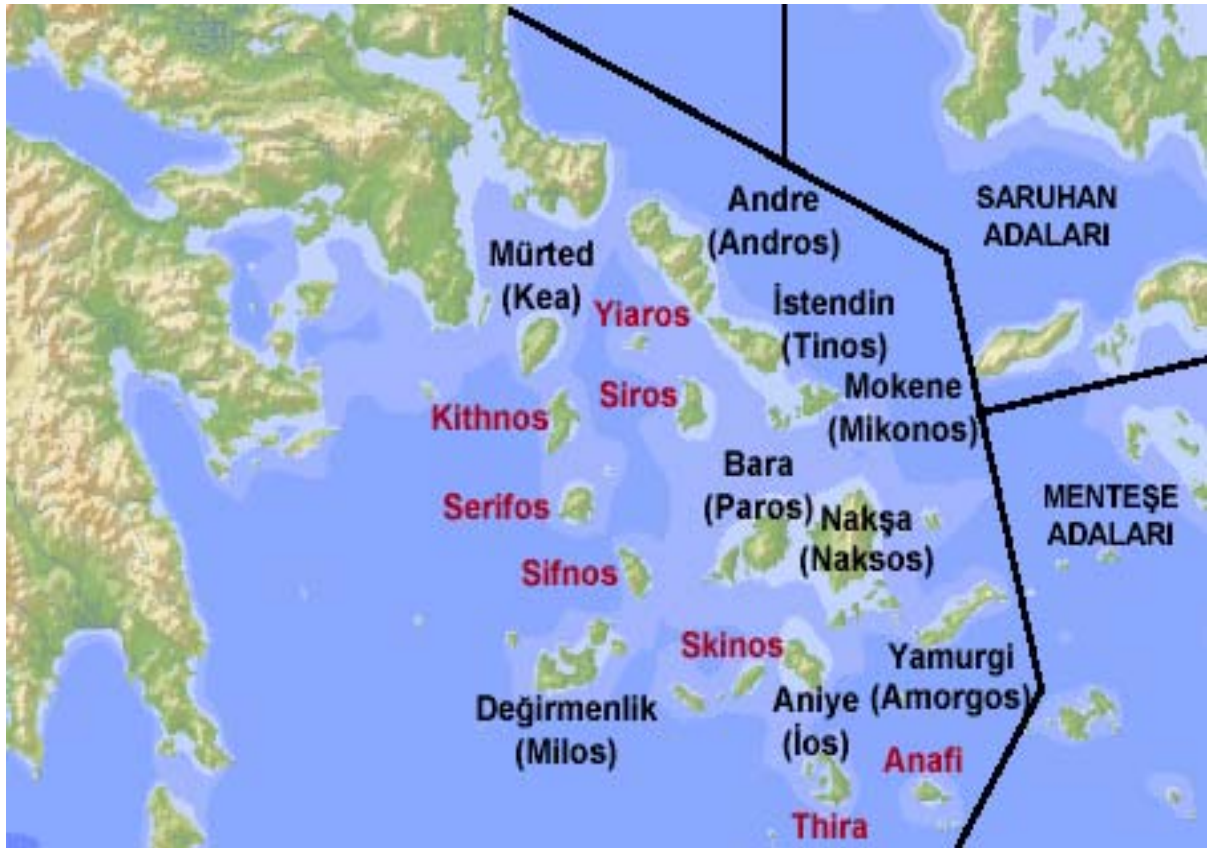 Andre
(Andros)
SARUHAN
ADALARI
Mürted
(Kea)
Yiaros
İstendin
(Tinos)
Kithnos
Siros
Mokene
(Mikonos)
Bara
(Paros)
Nakşa
(Naksos)
MENTEŞE
ADALARI
Serifos
Sifnos
Skinos
Yamurgi
(Amorgos)
Değirmenlik
(Milos)
Aniye
(İos)
Anafi
Thira